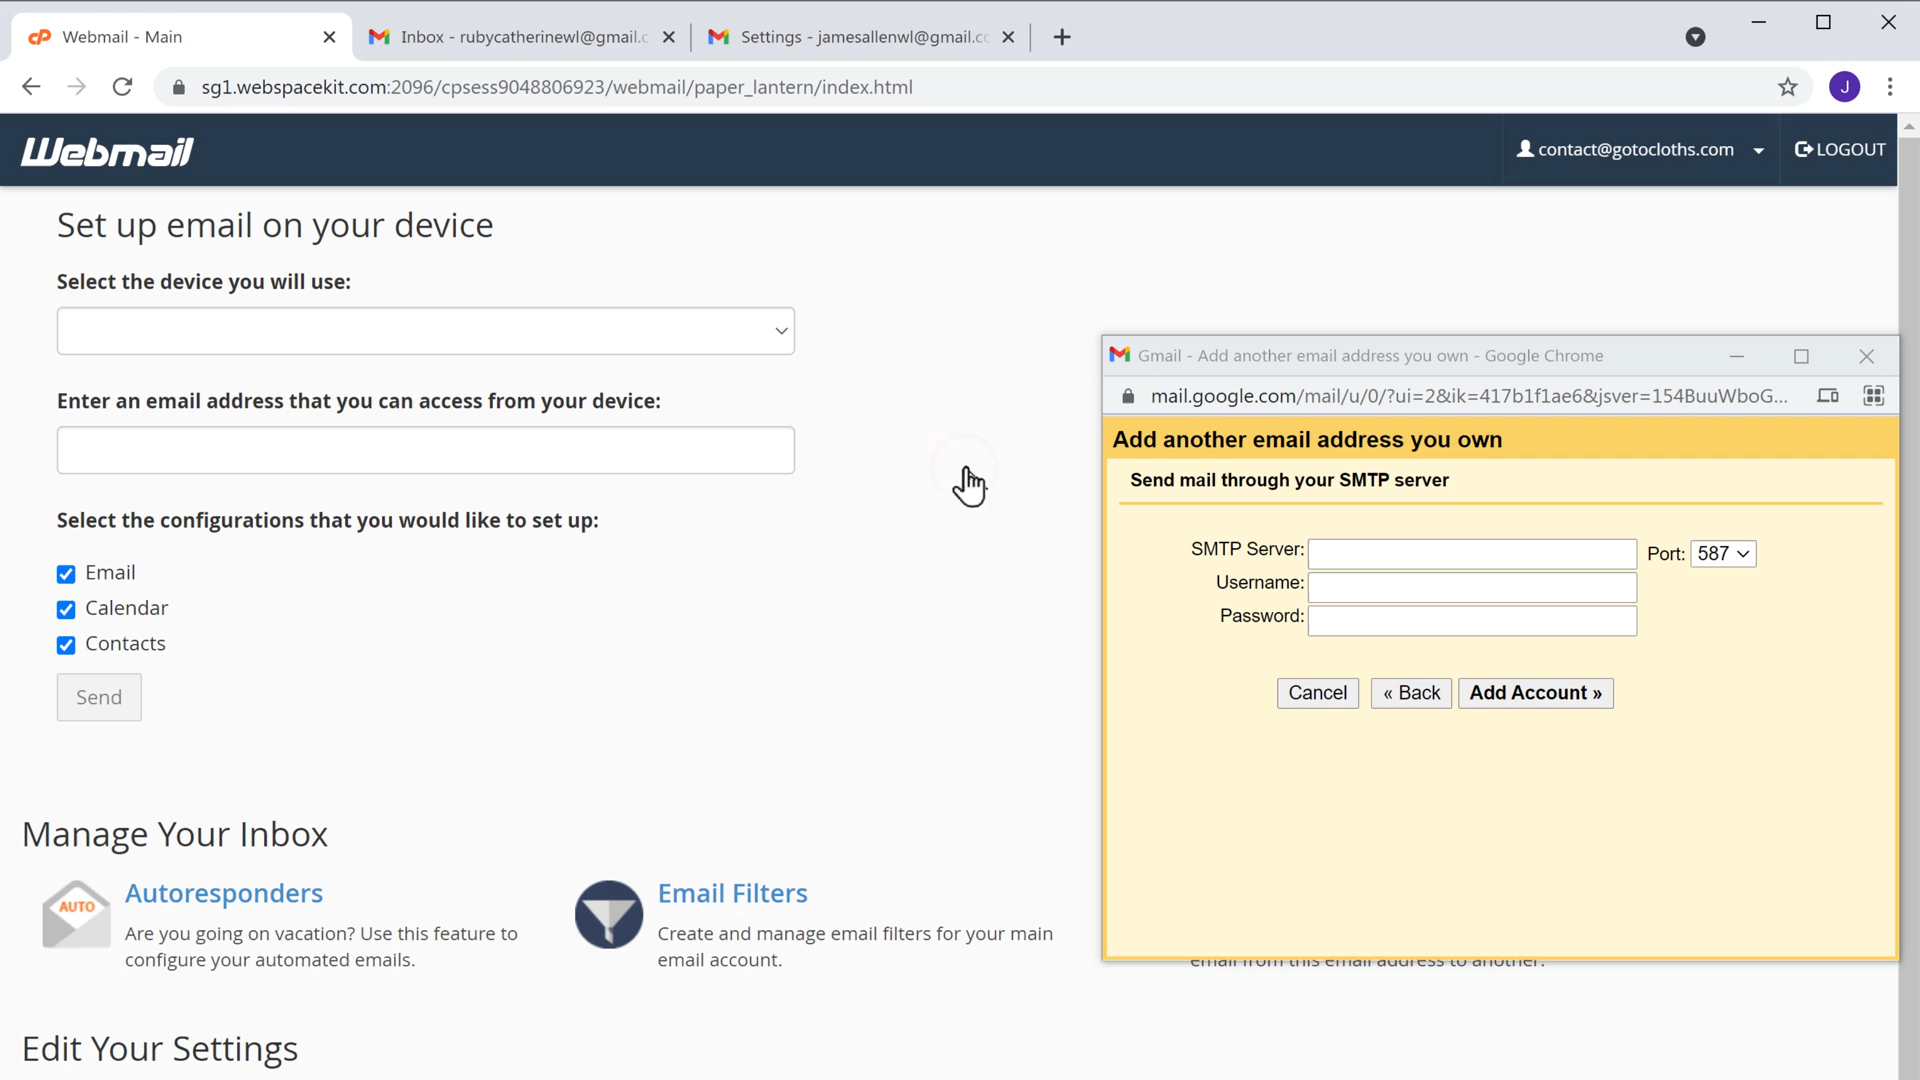 Webmail - Main
Inbox - rubycatherinewl@gmail.c
Settings - jamesallenwl@gmail.c
J
sg1.webspacekit.com:2096/cpsess9048806923/webmail/paper_lantern/index.html
Webmail
contact@gotocloths.com
LOGOUT
Set up email on your device
Select the device you will use:
Enter an email address that you can access from your device:
Select the configurations that you would like to set up:
Email
Calendar
Contacts
Send
Gmail - Add another email address you own - Google Chrome
mail.google.com/mail/u/0/?ui=2&ik=417b1f1ae6&jsver=154BuuWboG...
Add another email address you own
Send mail through your SMTP server
SMTP Server:
Port: 587
Username:
Password:
Cancel
« Back
Add Account »
Manage Your Inbox
AUTO
Autoresponders
Are you going on vacation? Use this feature to
configure your automated emails.
Email Filters
Create and manage email filters for your main
email account.
email from this email address to another.
Edit Your Settings